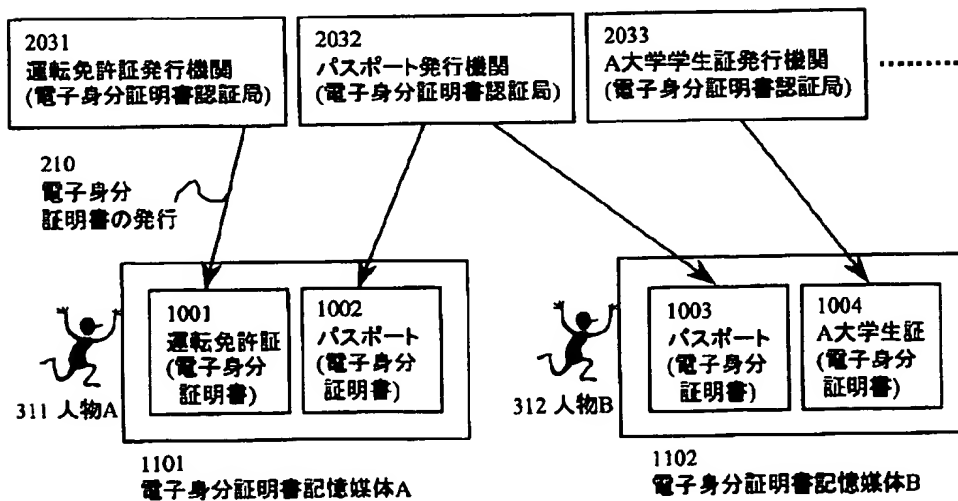 2031
運転免許証発行機関
(電子身分証明書認証局)
2032
パスポート発行機関
(電子身分証明書認証局)
2033
A大学学生証発行機関
(電子身分証明書認証局)
210
電子身分
証明書の発行
1001
運転免許証
(電子身分
証明書)
1002
パスポート
(電子身分
証明書)
1003
パスポート
(電子身分
証明書)
1004
A大学生証
(電子身分
証明書)
311 人物A
312 人物B
1101
電子身分証明書記憶媒体A
1102
電子身分証明書記憶媒体B